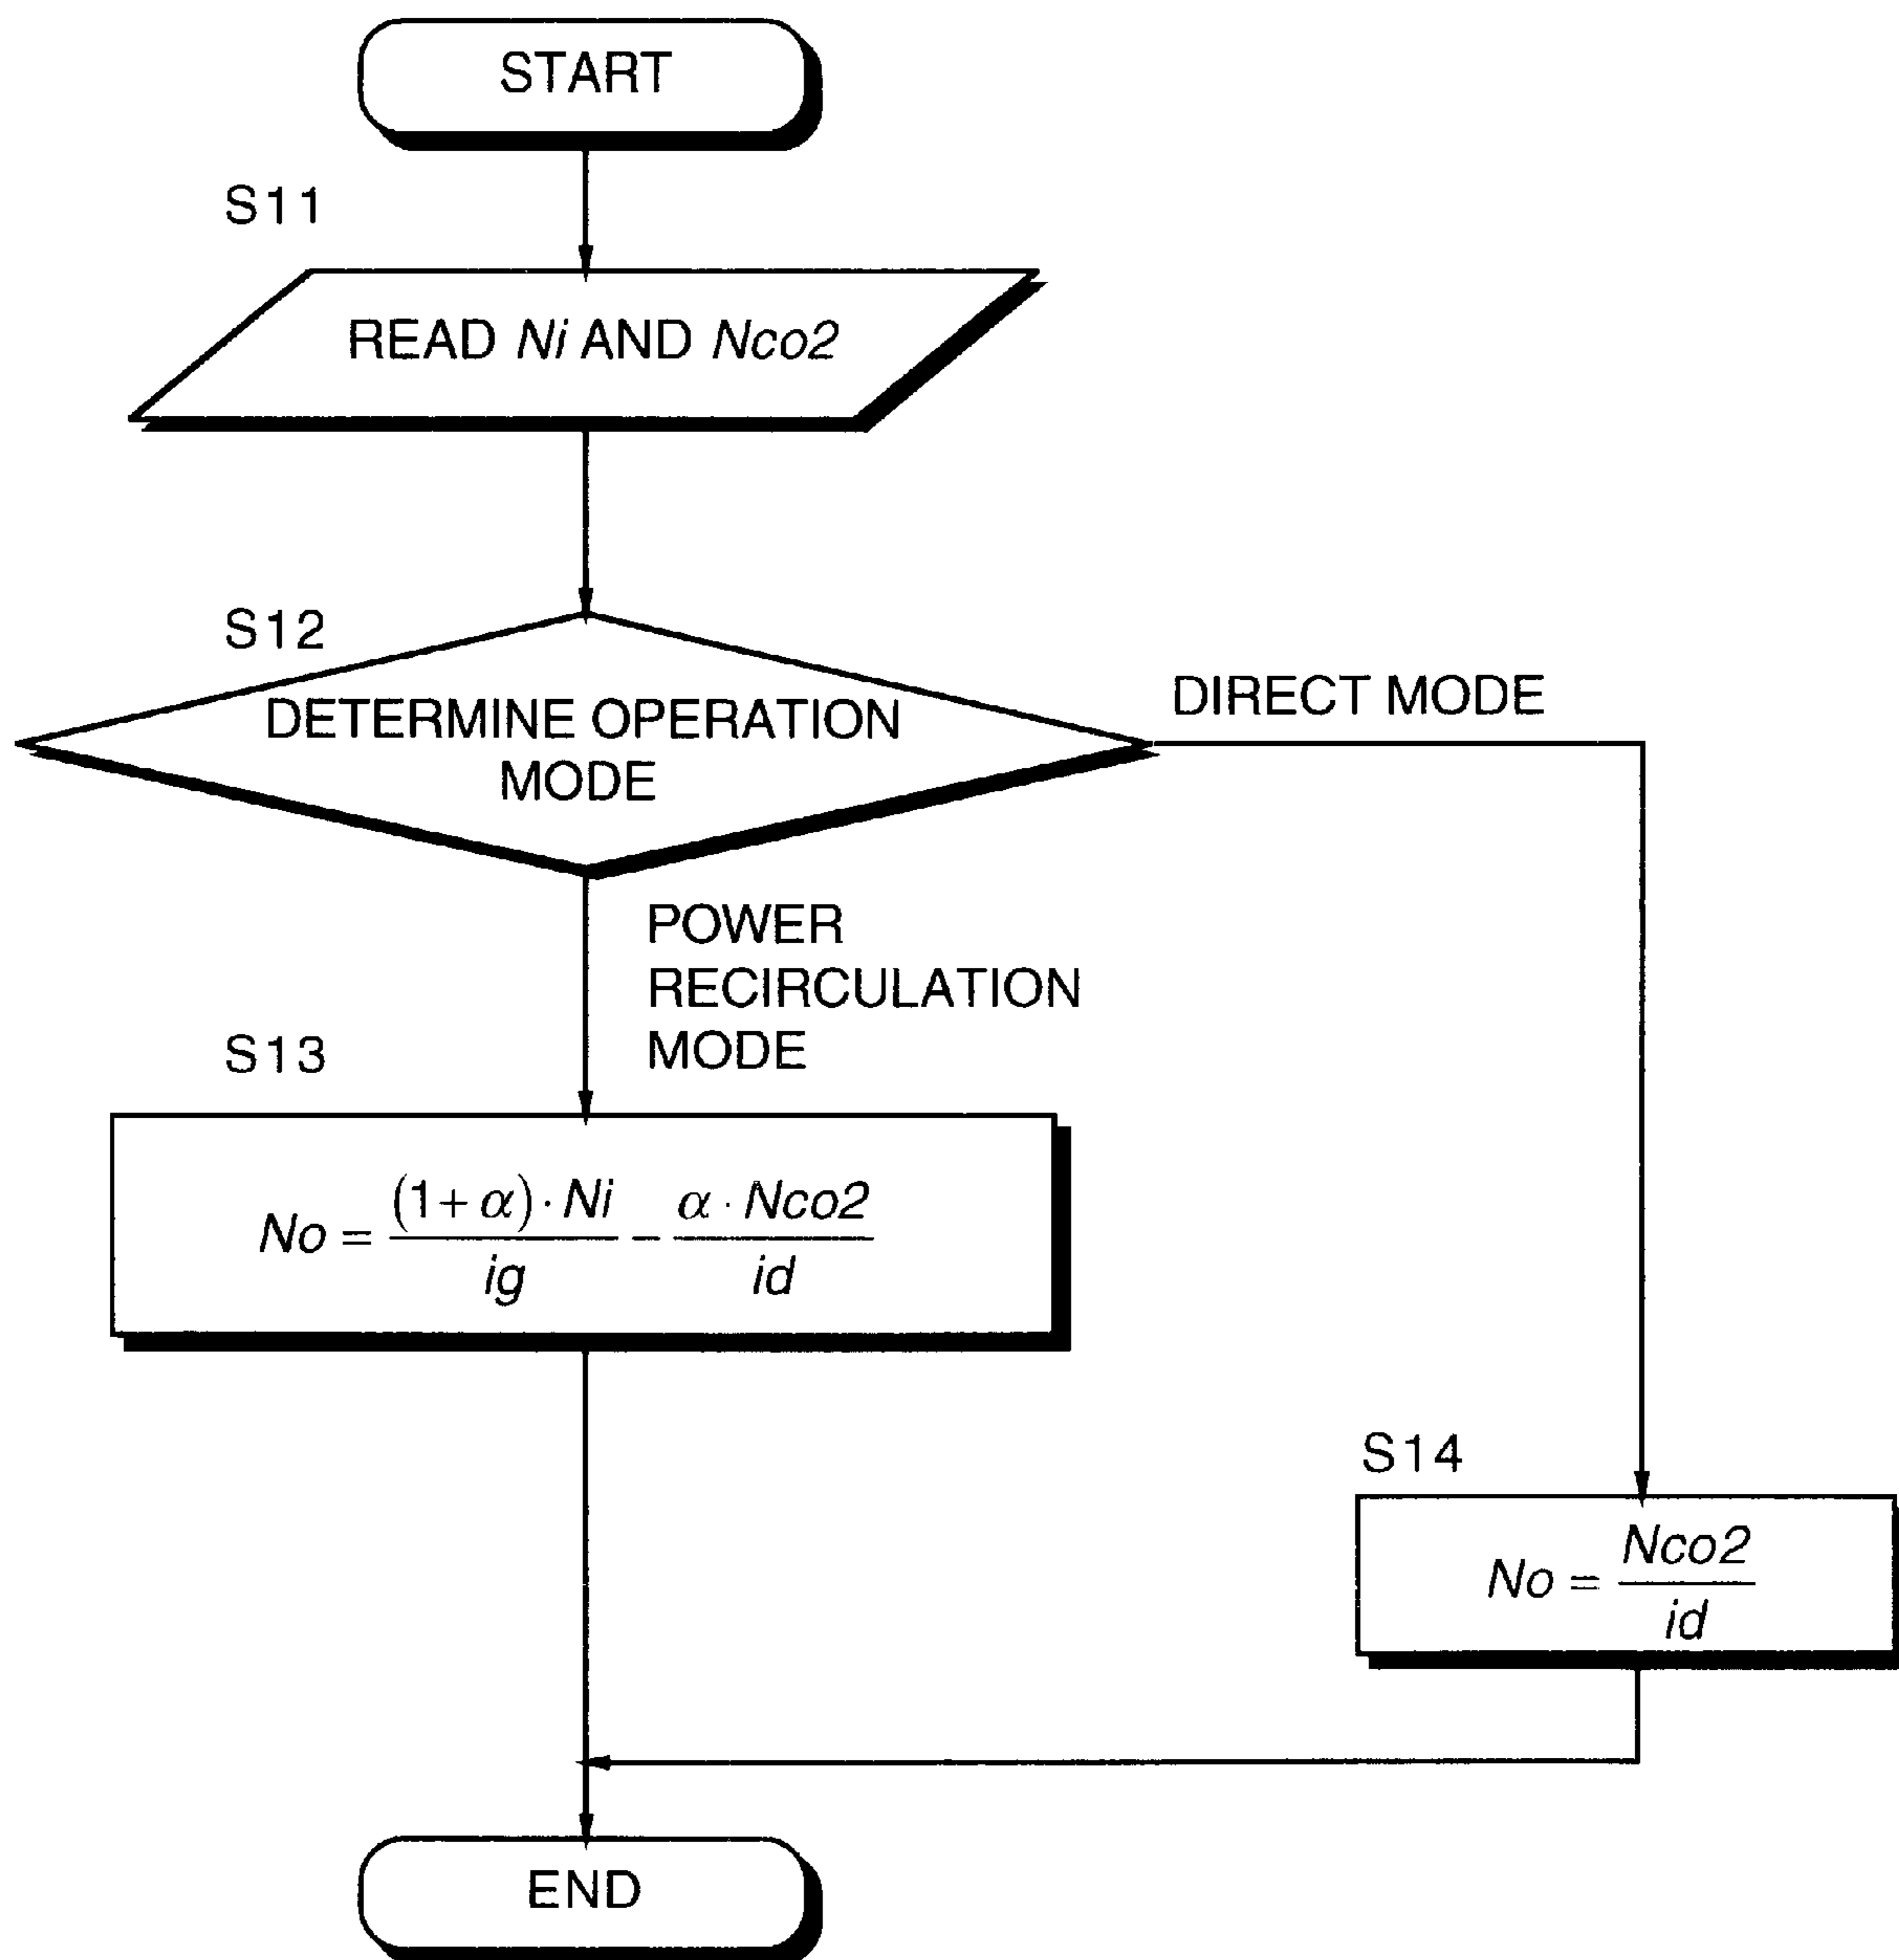 START
S11
READ Ni AND Nco2
S12
DETERMINE OPERATION
MODE
DIRECT MODE
POWER
RECIRCULATION
MODE
S13
No = (1+α)·Ni / ig − α·Nco2 / id
S14
No = Nco2 / id
END